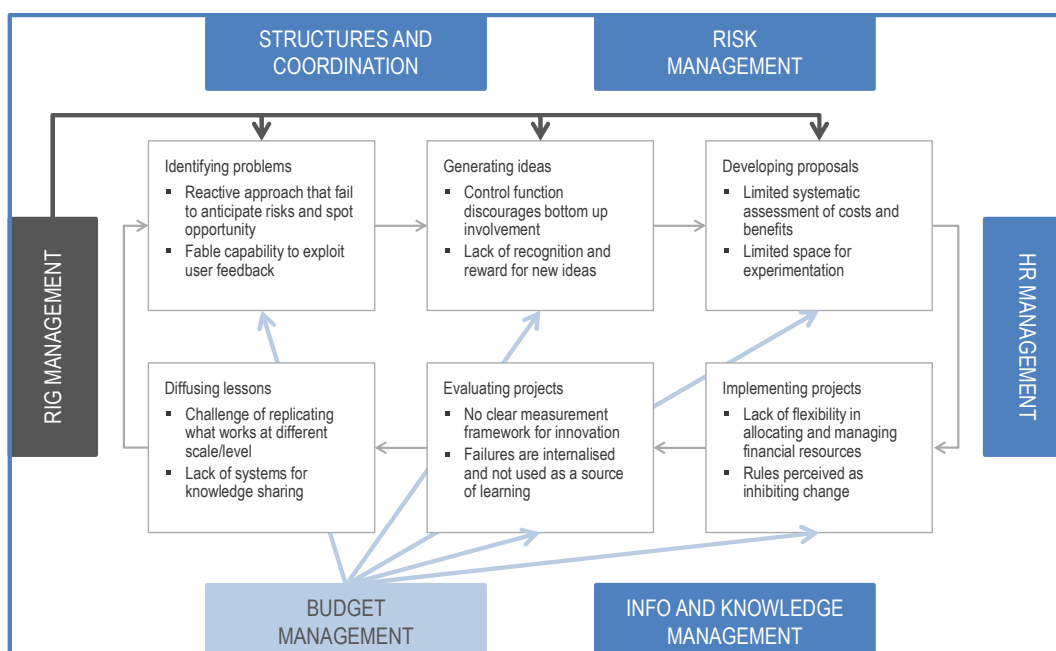 STRUCTURES AND
COORDINATION
RISK
MANAGEMENT
RIG MANAGEMENT
Identifying problems
▪ Reactive approach that fail
to anticipate risks and spot
opportunity
▪ Fable capability to exploit
user feedback
Generating ideas
▪ Control function
discourages bottom up
involvement
▪ Lack of recognition and
reward for new ideas
Developing proposals
▪ Limited systematic
assessment of costs and
benefits
▪ Limited space for
experimentation
HR MANAGEMENT
Diffusing lessons
▪ Challenge of replicating
what works at different
scale/level
▪ Lack of systems for
knowledge sharing
Evaluating projects
▪ No clear measurement
framework for innovation
▪ Failures are internalised
and not used as a source
of learning
Implementing projects
▪ Lack of flexibility in
allocating and managing
financial resources
▪ Rules perceived as
inhibiting change
BUDGET
MANAGEMENT
INFO AND KNOWLEDGE
MANAGEMENT